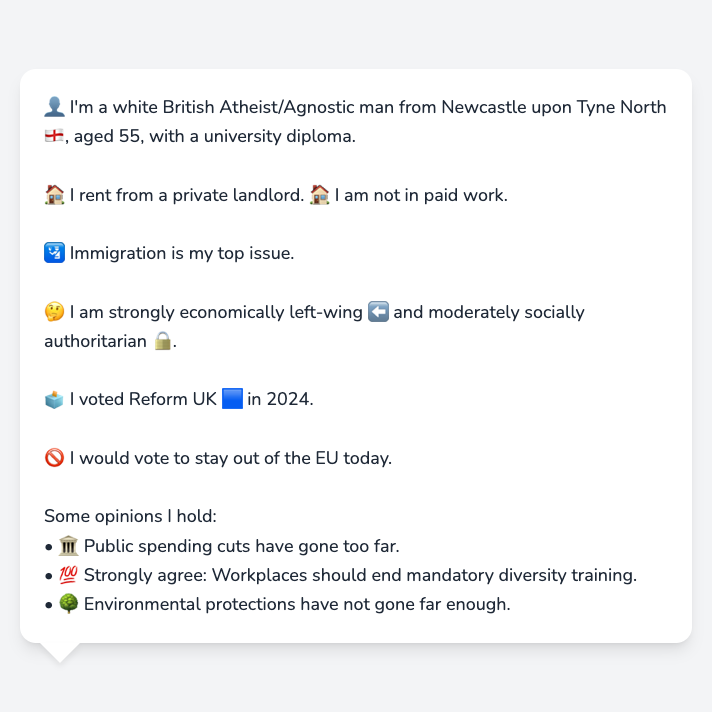 👤 I'm a white British Atheist/Agnostic man from Newcastle upon Tyne North
🏴󠁧󠁢󠁥󠁮󠁧󠁿, aged 55, with a university diploma.
🏠 I rent from a private landlord. 🏠 I am not in paid work.
🛂 Immigration is my top issue.
🤔 I am strongly economically left-wing ⬅️ and moderately socially
authoritarian 🔒.
🗳️ I voted Reform UK 🟦 in 2024.
🚫 I would vote to stay out of the EU today.
Some opinions I hold:
• 🏛️ Public spending cuts have gone too far.
• 💯 Strongly agree: Workplaces should end mandatory diversity training.
• 🌳 Environmental protections have not gone far enough.